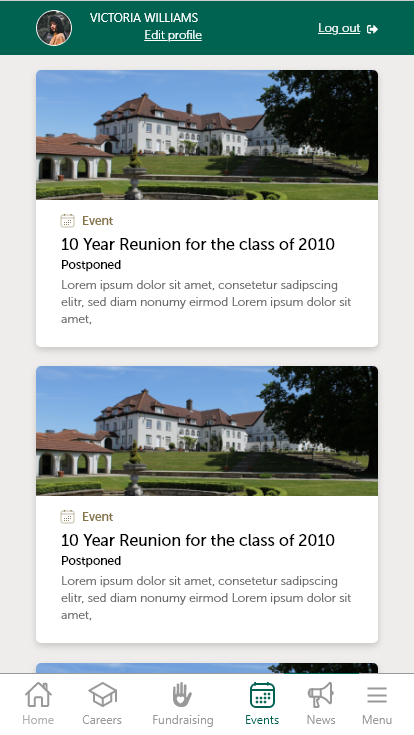 VICTORIA WILLIAMS
Edit profile
Log out
Event
10 Year Reunion for the class of 2010
Postponed
Lorem ipsum dolor sit amet, consetetur sadipscing
elitr, sed diam nonumy eirmod Lorem ipsum dolor sit
amet,
Event
10 Year Reunion for the class of 2010
Postponed
Lorem ipsum dolor sit amet, consetetur sadipscing
elitr, sed diam nonumy eirmod Lorem ipsum dolor sit
amet,
Home Careers Fundraising Events News Menu